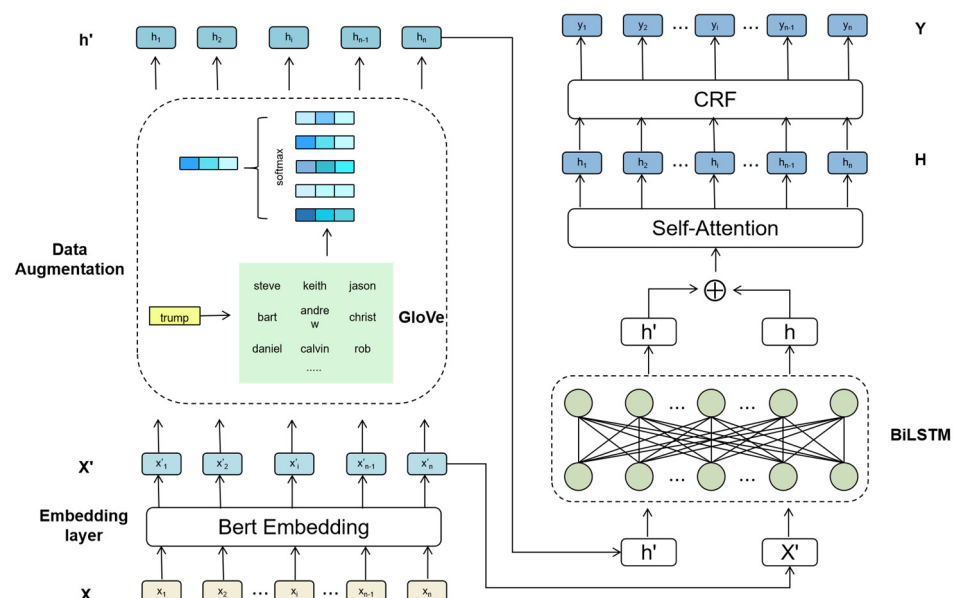 h'
h1 h2 hi hn-1 hn
softmax
Data
Augmentation
trump
steve keith jason
bart andre
w christ
daniel calvin rob
.....
GloVe
X'
x'1 x'2 x'i x'n-1 x'n
Embedding
layer
Bert Embedding
X
x1 x2 ... xi ... xn-1 xn
y1 y2 ... yi ... yn-1 yn
Y
CRF
h1 h2 ... hi ... hn-1 hn
H
Self-Attention
h' h
... ...
BiLSTM
... ...
h' X'